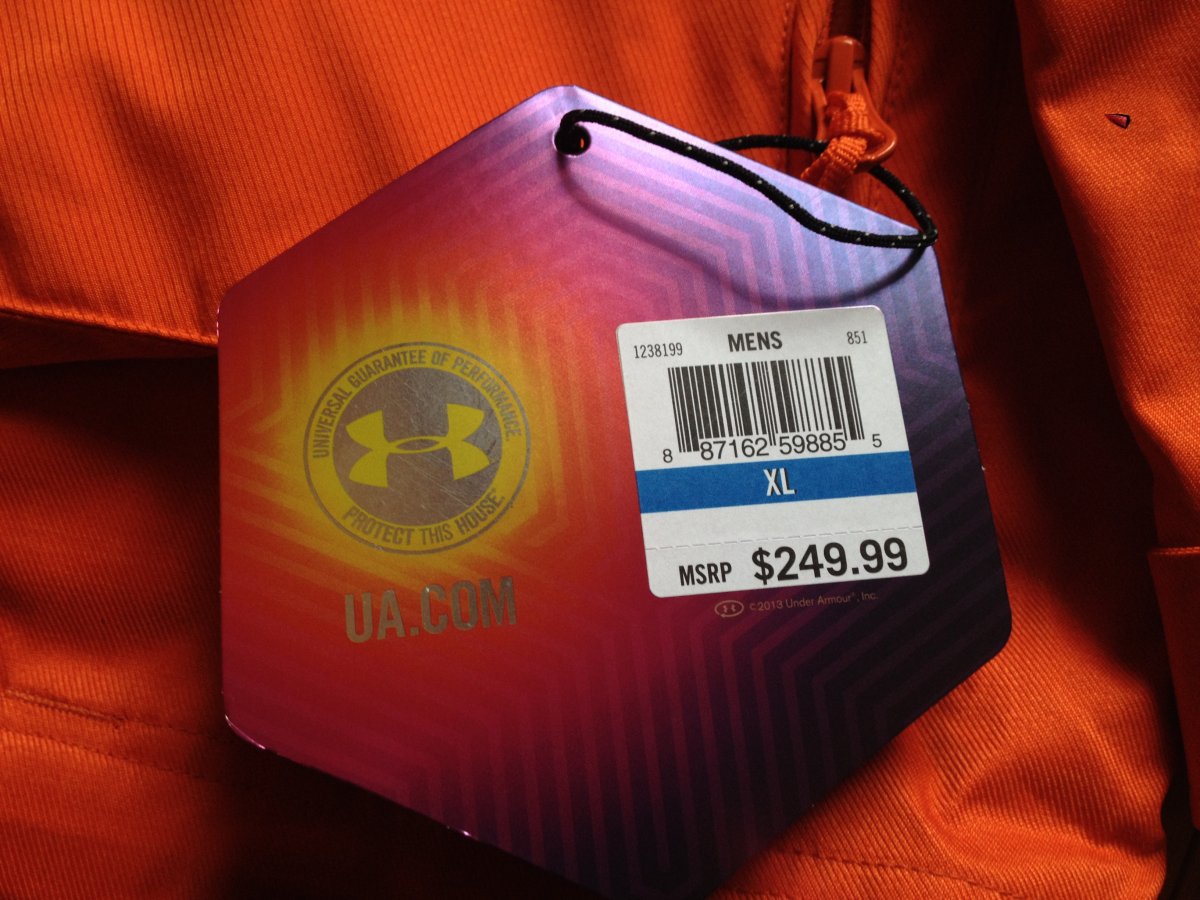 1238199 MENS 851
8 87162 59885 5
XL
MSRP $249.99
©2013 Under Armour®, Inc.
UNIVERSAL GUARANTEE OF PERFORMANCE
PROTECT THIS HOUSE
UA.COM